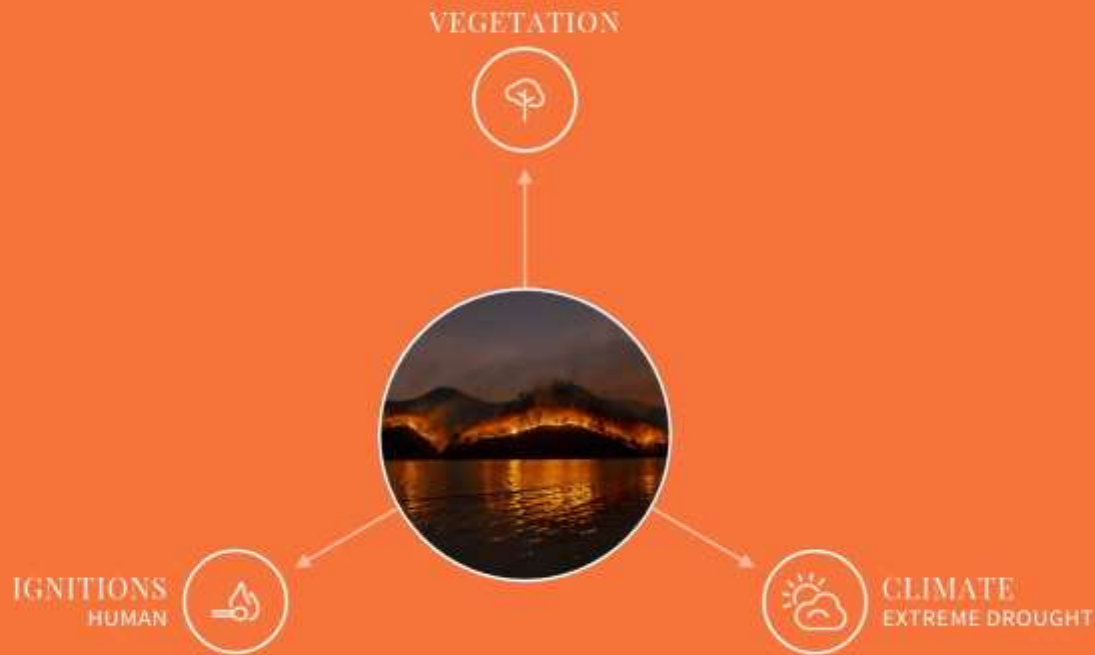 VEGETATION
IGNITIONS
HUMAN
CLIMATE
EXTREME DROUGHT